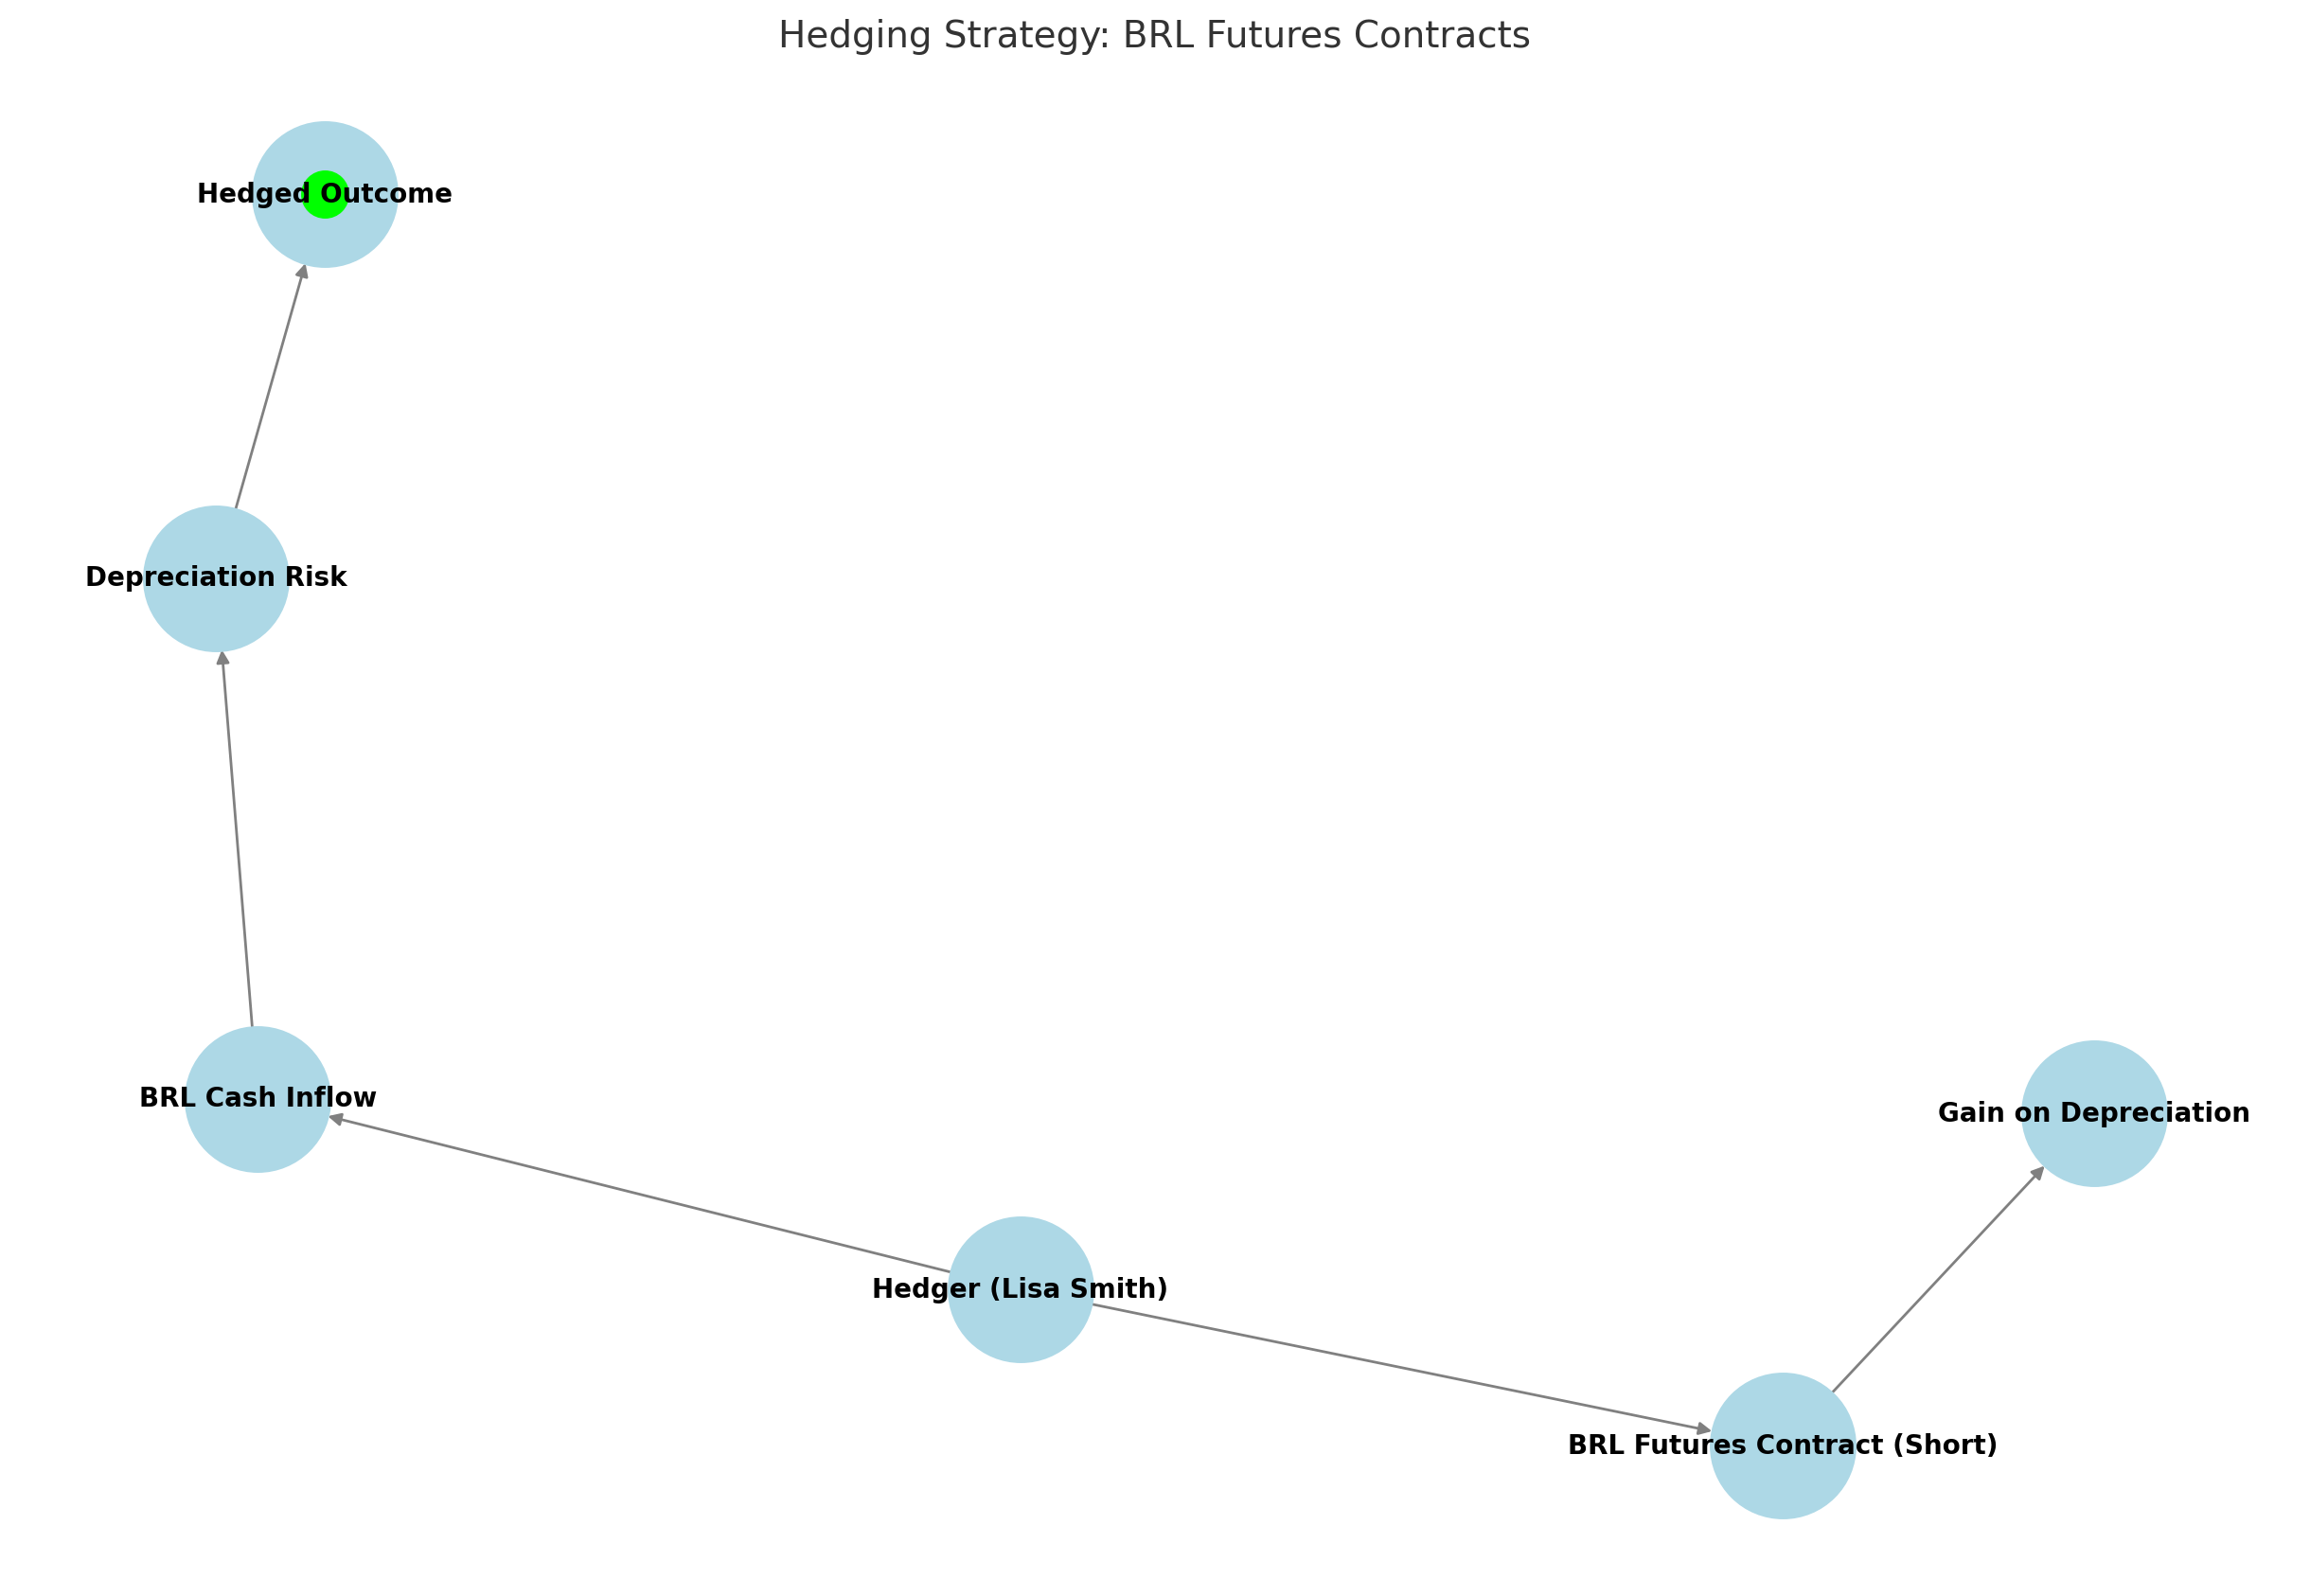 Hedging Strategy: BRL Futures Contracts
Hedged Outcome
Depreciation Risk
BRL Cash Inflow
Gain on Depreciation
Hedger (Lisa Smith)
BRL Futures Contract (Short)